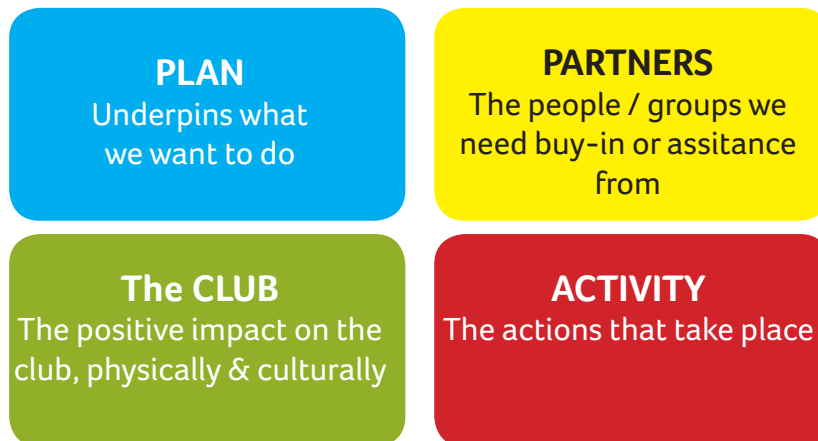 PLAN
Underpins what
we want to do
PARTNERS
The people / groups we
need buy-in or assitance
from
The CLUB
The positive impact on the
club, physically & culturally
ACTIVITY
The actions that take place